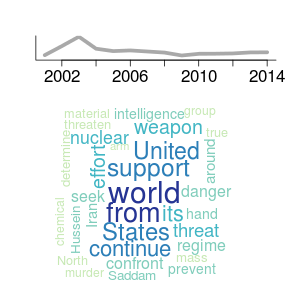 2002 2006 2010 2014
material intelligence group
threaten
nuclear weapon true
arm
United
determine effort around
support
seek world danger
chemical Hussein Iran from its hand
States threat
continue regime
North confront mass
murder Saddam prevent